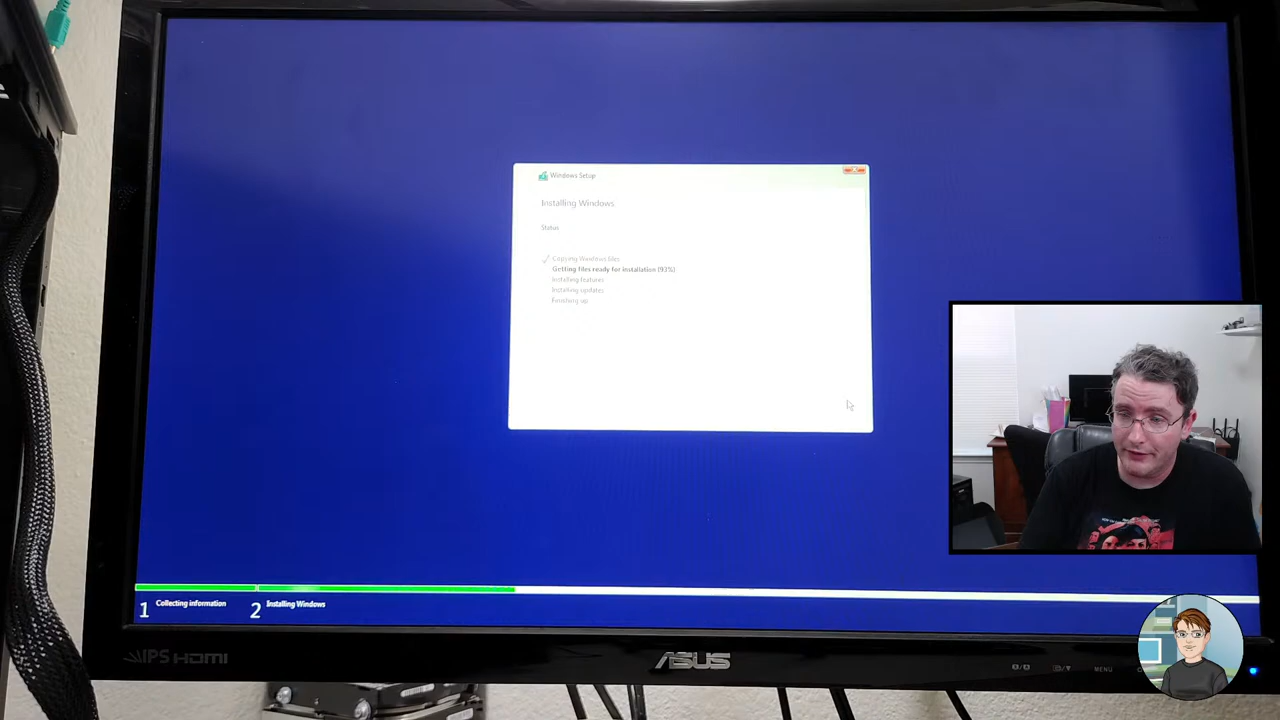 Windows Setup
Installing Windows
Status
Copying Windows files
Getting files ready for installation (93%)
Installing features
Installing updates
Finishing up
1 Collecting information
2 Installing Windows
IPS HDMI
ASUS
MENU